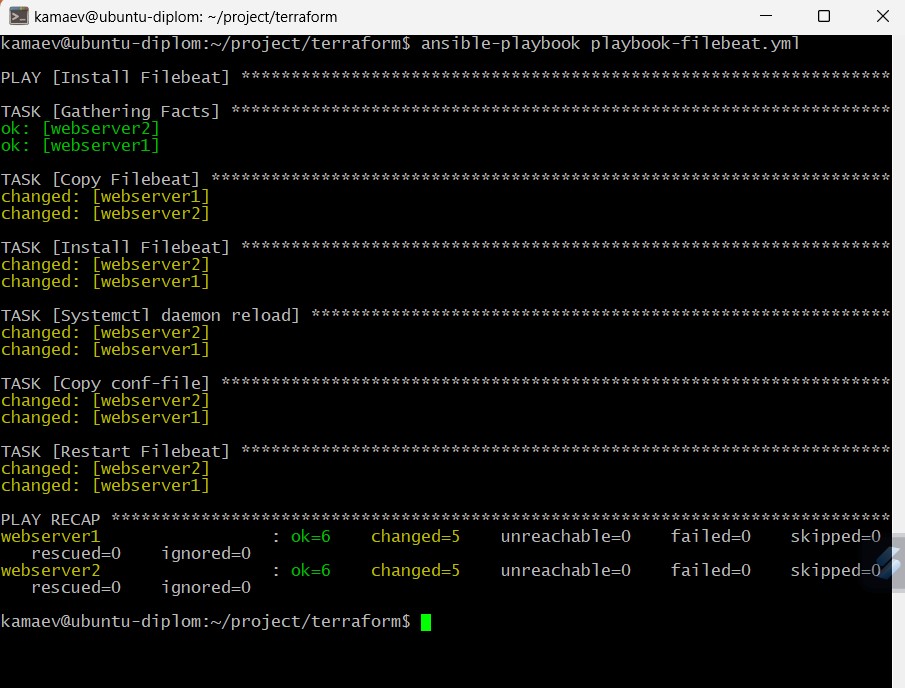 kamaev@ubuntu-diplom: ~/project/terraform
kamaev@ubuntu-diplom:~/project/terraform$ ansible-playbook playbook-filebeat.yml
PLAY [Install Filebeat] *****************************************************************
TASK [Gathering Facts] ******************************************************************
ok: [webserver2]
ok: [webserver1]
TASK [Copy Filebeat] ********************************************************************
changed: [webserver1]
changed: [webserver2]
TASK [Install Filebeat] *****************************************************************
changed: [webserver2]
changed: [webserver1]
TASK [Systemctl daemon reload] **********************************************************
changed: [webserver2]
changed: [webserver1]
TASK [Copy conf-file] *******************************************************************
changed: [webserver2]
changed: [webserver1]
TASK [Restart Filebeat] *****************************************************************
changed: [webserver2]
changed: [webserver1]
PLAY RECAP ******************************************************************************
webserver1                 : ok=6    changed=5    unreachable=0    failed=0    skipped=0
   rescued=0    ignored=0
webserver2                 : ok=6    changed=5    unreachable=0    failed=0    skipped=0
   rescued=0    ignored=0
kamaev@ubuntu-diplom:~/project/terraform$